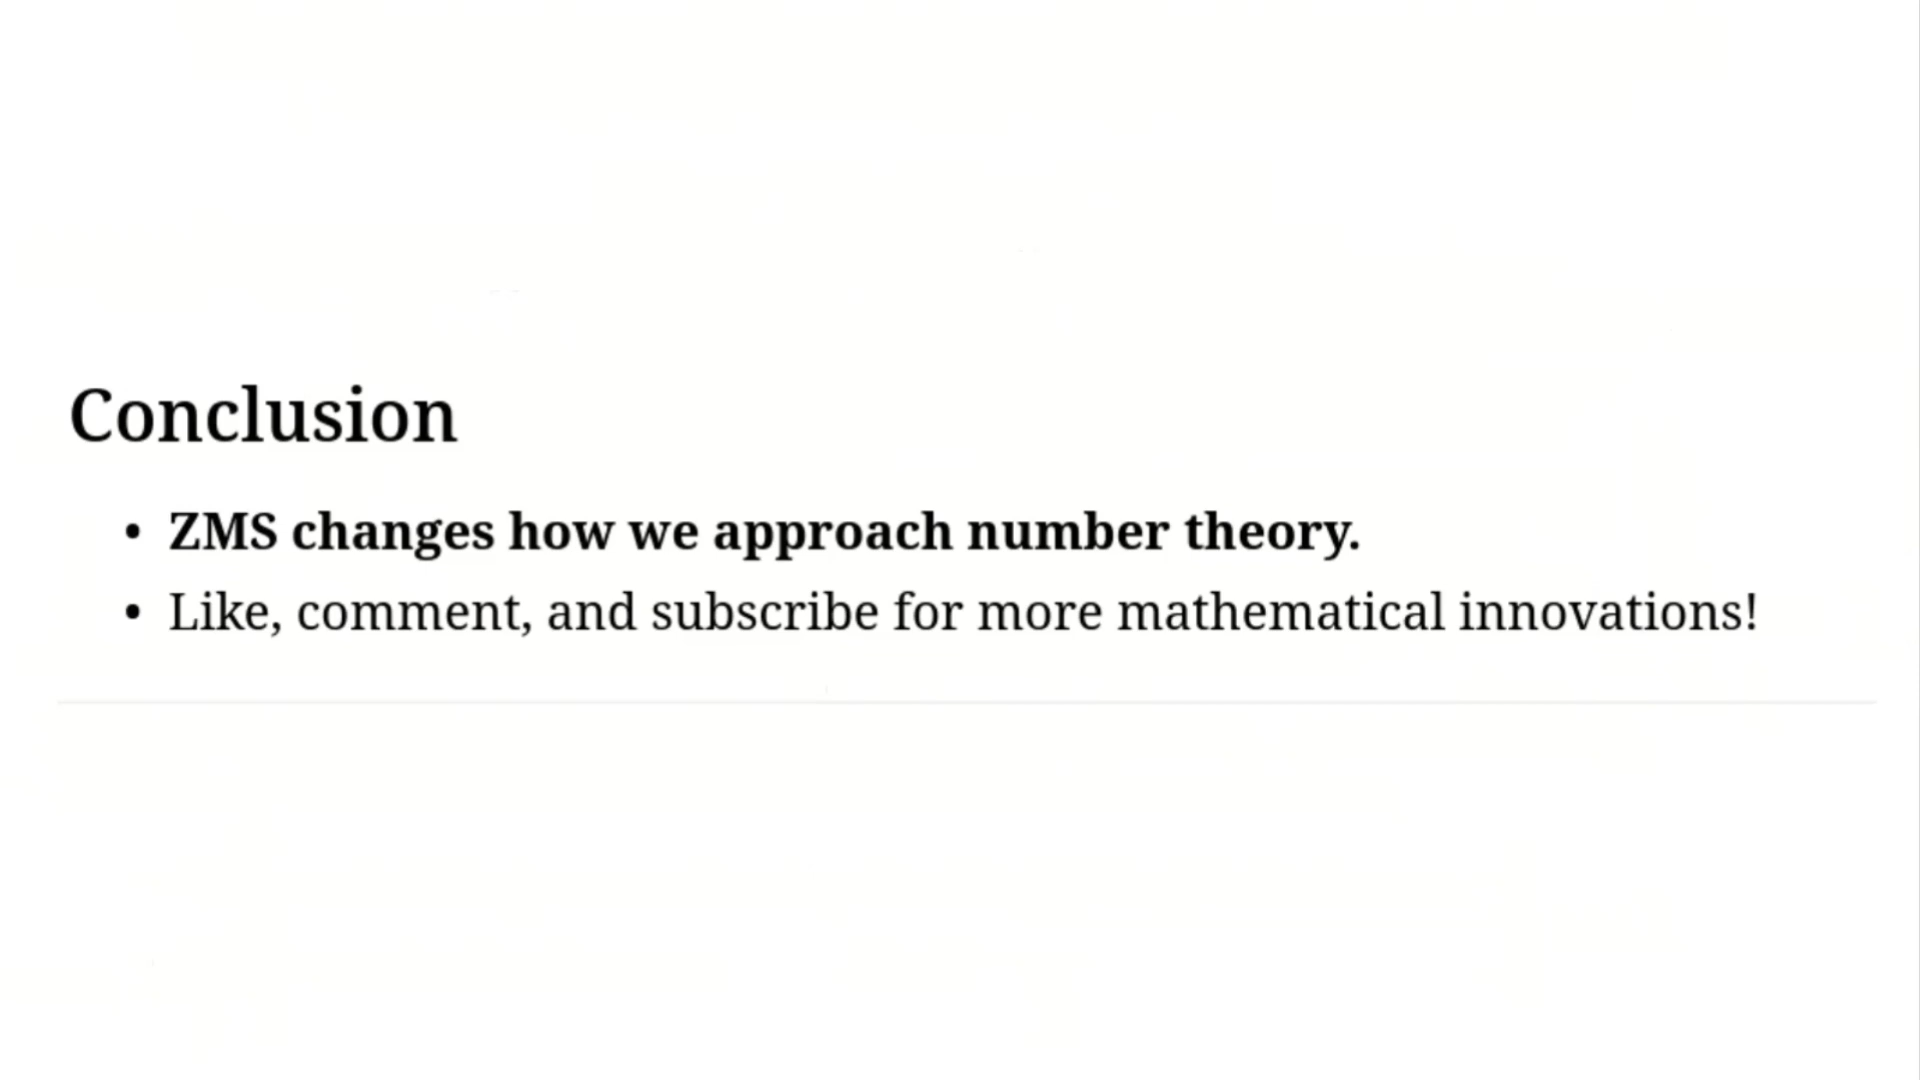 Conclusion
• ZMS changes how we approach number theory.
• Like, comment, and subscribe for more mathematical innovations!